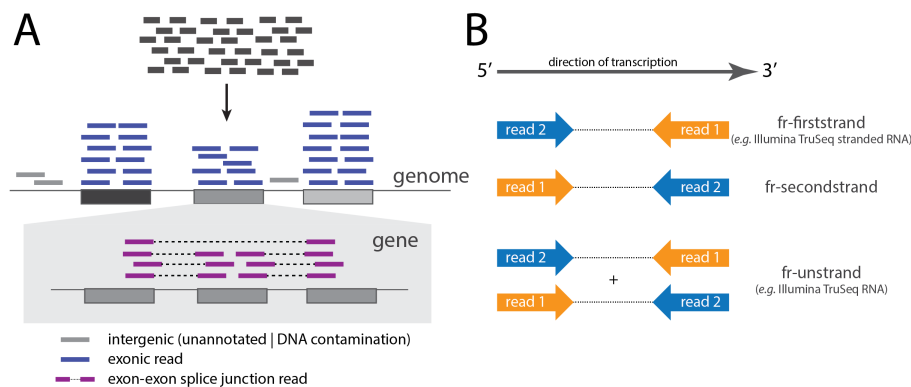 A
genome
gene
intergenic (unannotated | DNA contamination)
exonic read
exon-exon splice junction read
B
direction of transcription
5′ 3′
read 2 read 1 fr-firststrand
(e.g. Illumina TruSeq stranded RNA)
read 1 read 2 fr-secondstrand
read 2 read 1
+ fr-unstrand
(e.g. Illumina TruSeq RNA)
read 1 read 2